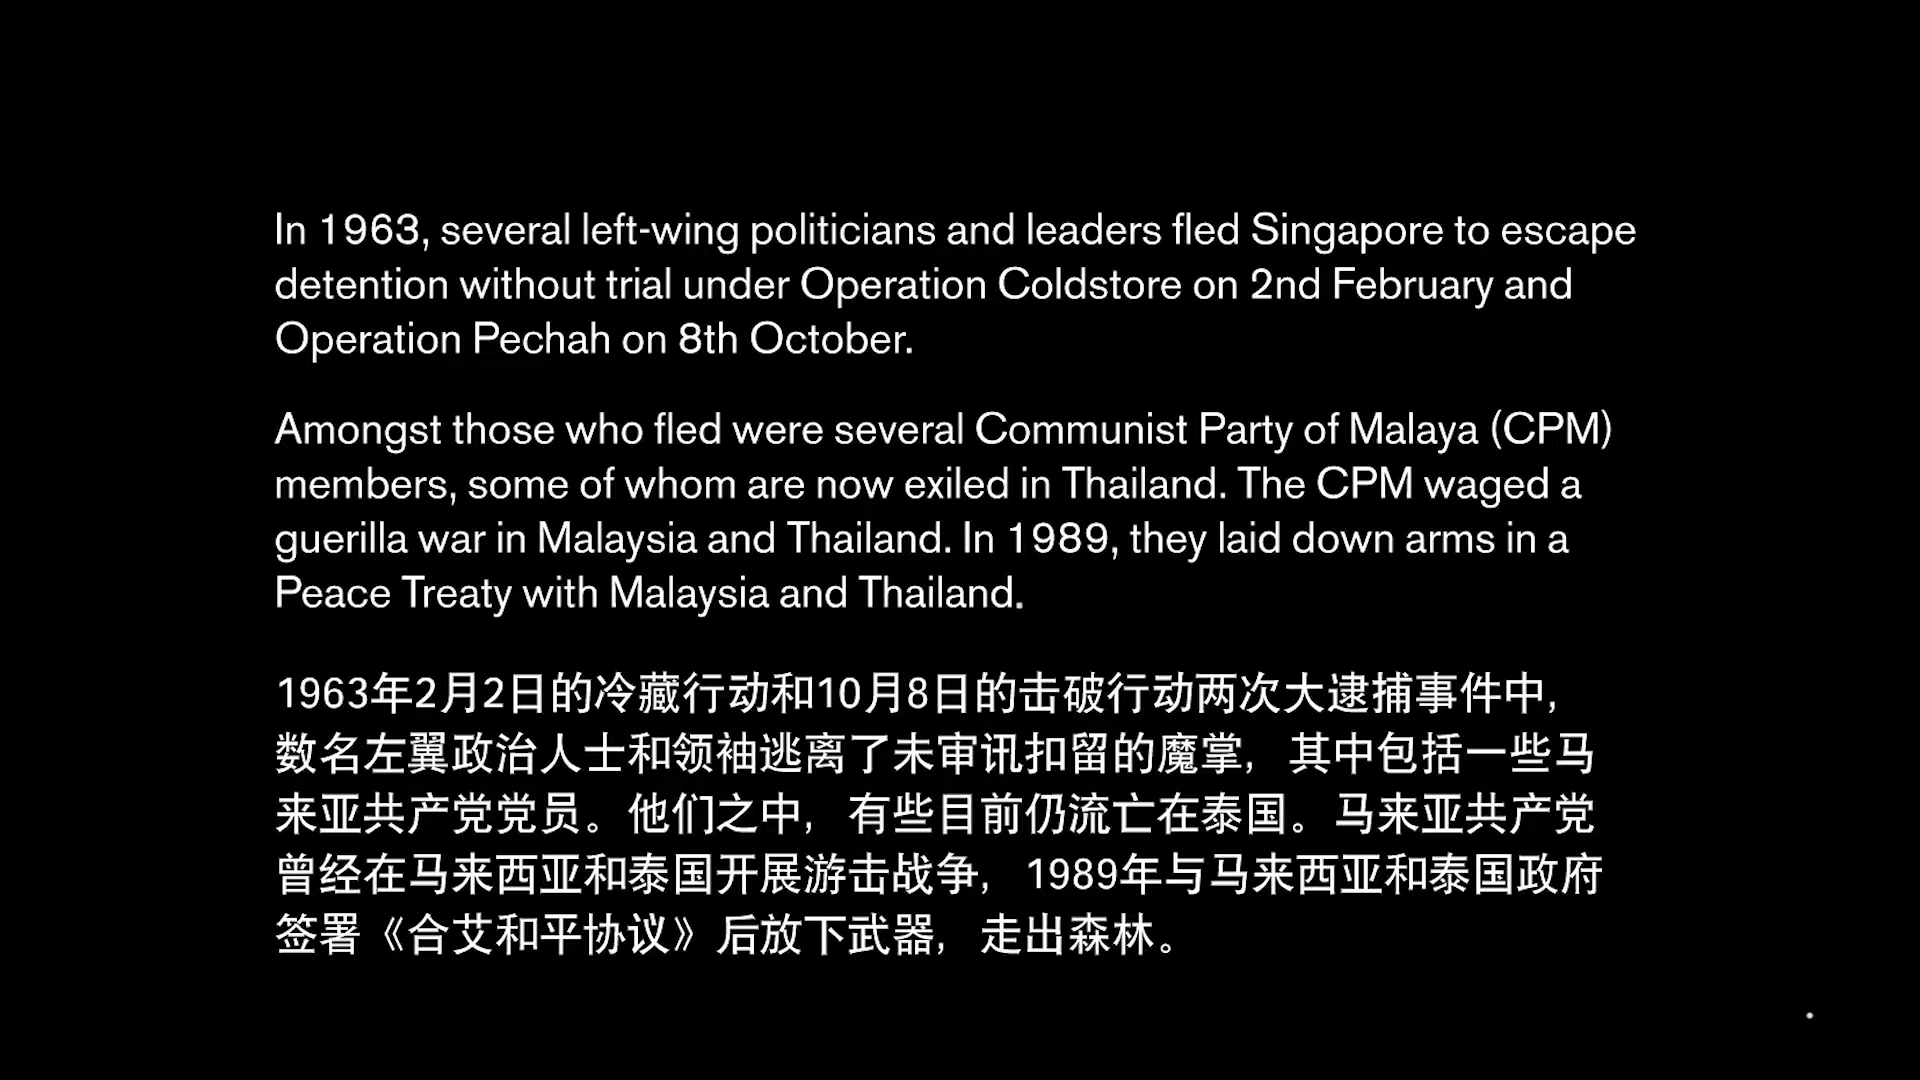 In 1963, several left-wing politicians and leaders fled Singapore to escape
detention without trial under Operation Coldstore on 2nd February and
Operation Pechah on 8th October.
Amongst those who fled were several Communist Party of Malaya (CPM)
members, some of whom are now exiled in Thailand. The CPM waged a
guerilla war in Malaysia and Thailand. In 1989, they laid down arms in a
Peace Treaty with Malaysia and Thailand.
1963年2月2日的冷藏行动和10月8日的击破行动两次大逮捕事件中,
数名左翼政治人士和领袖逃离了未审讯扣留的魔掌，其中包括一些马
来亚共产党党员。他们之中，有些目前仍流亡在泰国。马来亚共产党
曾经在马来西亚和泰国开展游击战争，1989年与马来西亚和泰国政府
签署《合艾和平协议》后放下武器，走出森林。